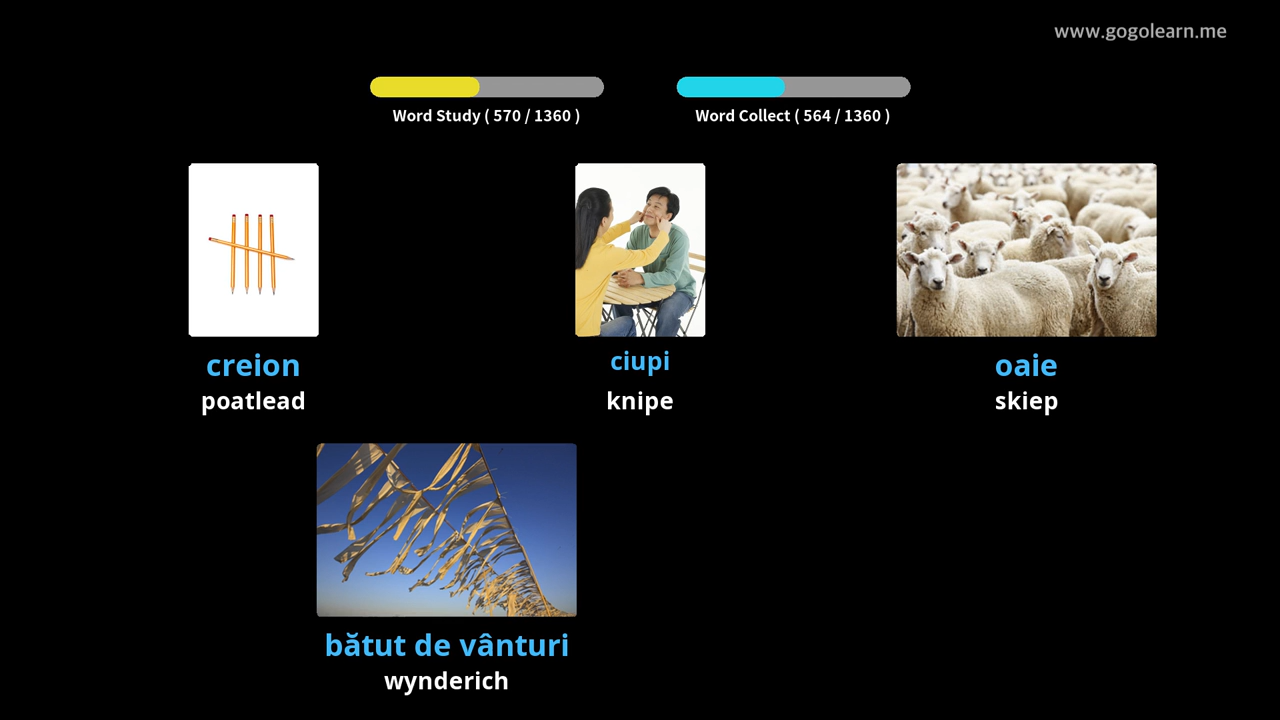 www.gogolearn.me
Word Study ( 570 / 1360 )
Word Collect ( 564 / 1360 )
creion
poatlead
ciupi
knipe
oaie
skiep
bătut de vânturi
wynderich